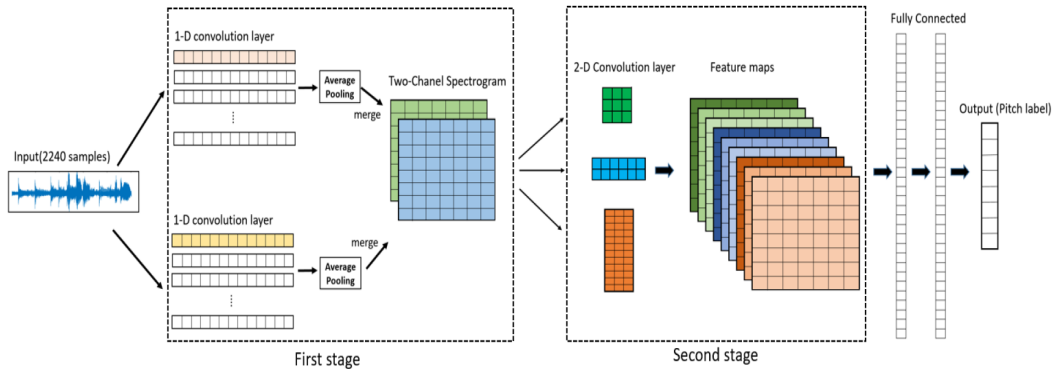 1-D convolution layer
Average
Pooling
merge
Two-Chanel Spectrogram
Input(2240 samples)
1-D convolution layer
merge
Average
Pooling
First stage
2-D Convolution layer
Feature maps
Second stage
Fully Connected
Output (Pitch label)